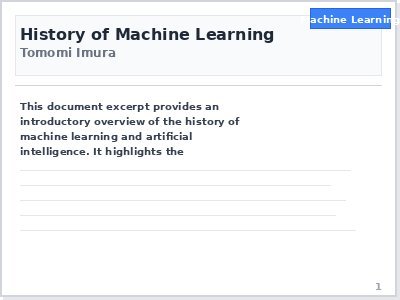 Machine Learning
History of Machine Learning
Tomomi Imura
This document excerpt provides an
introductory overview of the history of
machine learning and artificial
intelligence. It highlights the
1